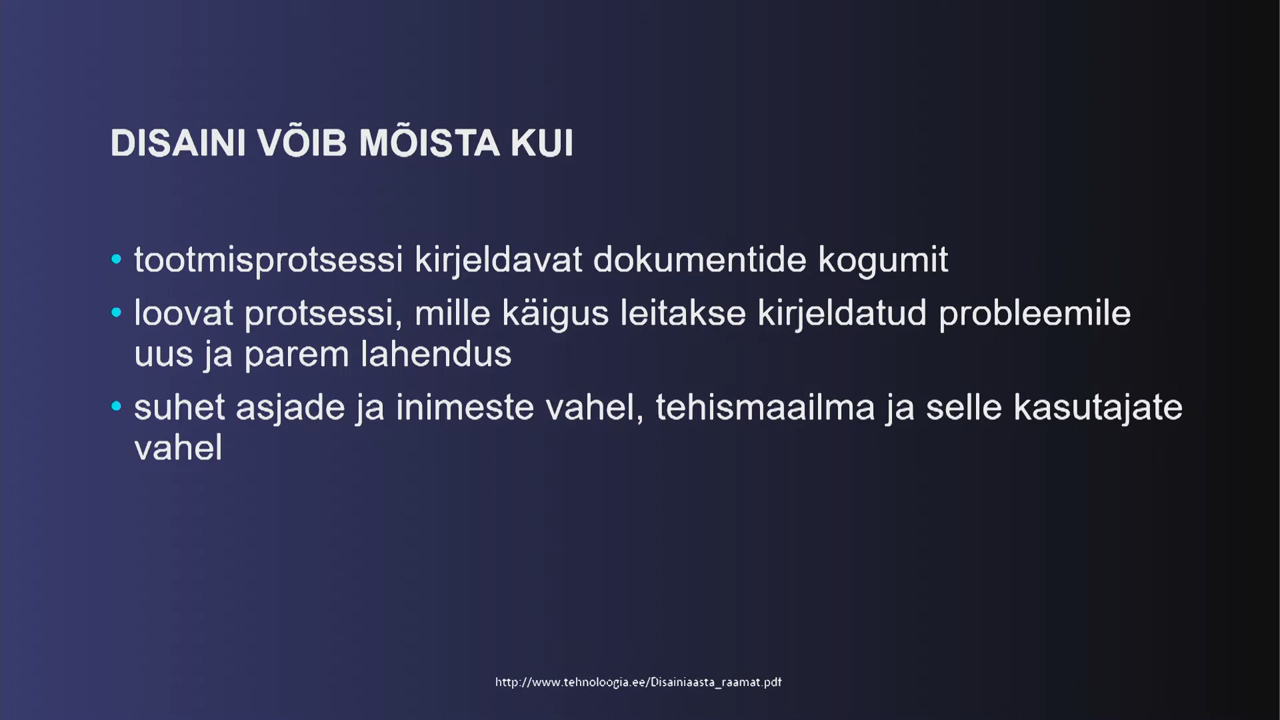 DISAINI VÕIB MÕISTA KUI
• tootmisprotsessi kirjeldavat dokumentide kogumit
• loovat protsessi, mille käigus leitakse kirjeldatud probleemile
uus ja parem lahendus
• suhet asjade ja inimeste vahel, tehismaailma ja selle kasutajate
vahel
http://www.tehnoloogia.ee/Disainiaasta_raamat.pdf